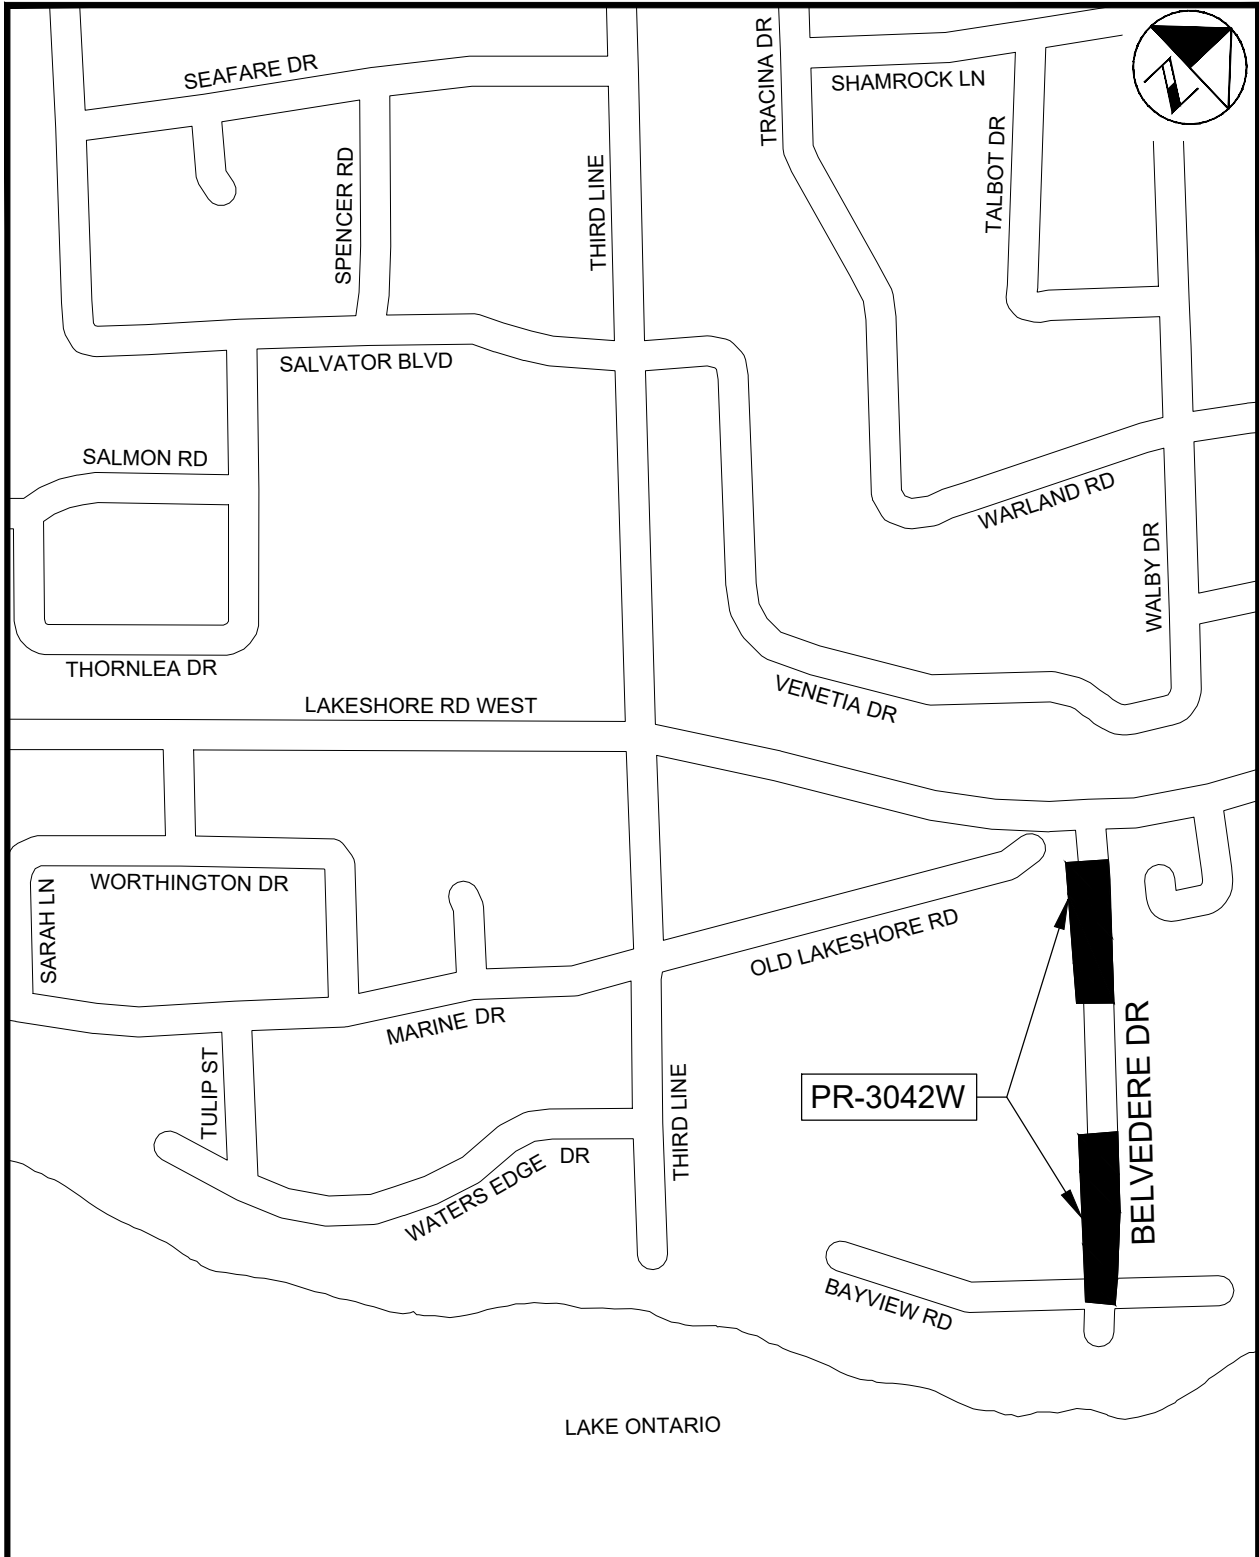 SEAFARE DR
TRACINA DR
SHAMROCK LN
TALBOT DR
SPENCER RD
THIRD LINE
SALVATOR BLVD
SALMON RD
WARLAND RD
WALBY DR
THORNLEA DR
VENETIA DR
LAKESHORE RD WEST
WORTHINGTON DR
SARAH LN
OLD LAKESHORE RD
MARINE DR
TULIP ST
THIRD LINE
PR-3042W
BELVEDERE DR
WATERS EDGE DR
BAYVIEW RD
LAKE ONTARIO